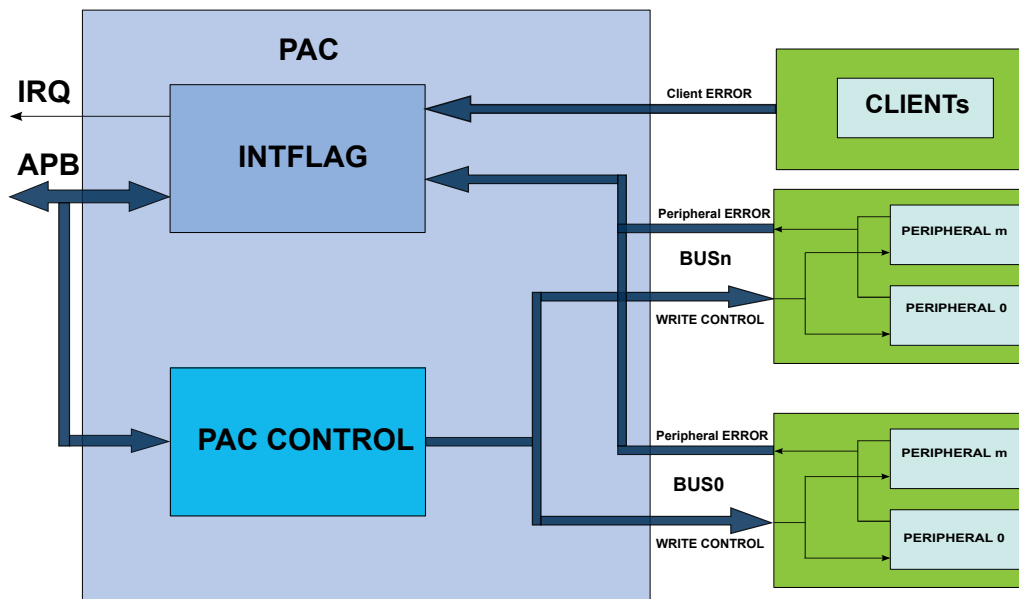 PAC
IRQ
Client ERROR
CLIENTs
INTFLAG
APB
Peripheral ERROR
PERIPHERAL m
BUSn
PERIPHERAL 0
WRITE CONTROL
PAC CONTROL
Peripheral ERROR
PERIPHERAL m
BUS0
PERIPHERAL 0
WRITE CONTROL